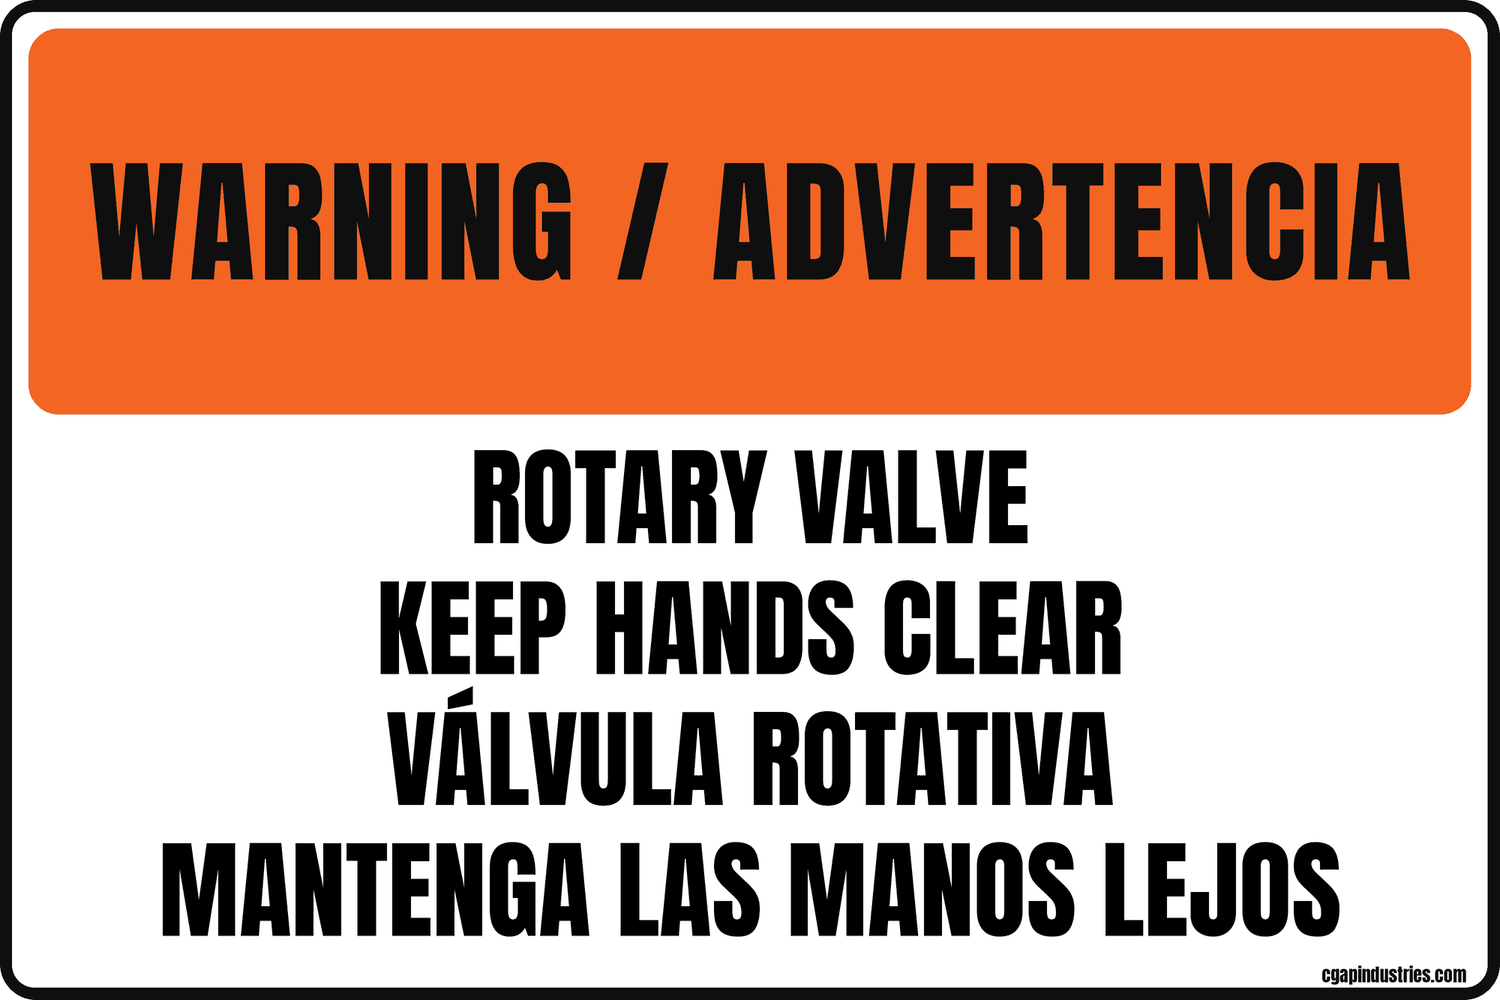 WARNING / ADVERTENCIA
ROTARY VALVE
KEEP HANDS CLEAR
VÁLVULA ROTATIVA
MANTENGA LAS MANOS LEJOS
cgapindustries.com